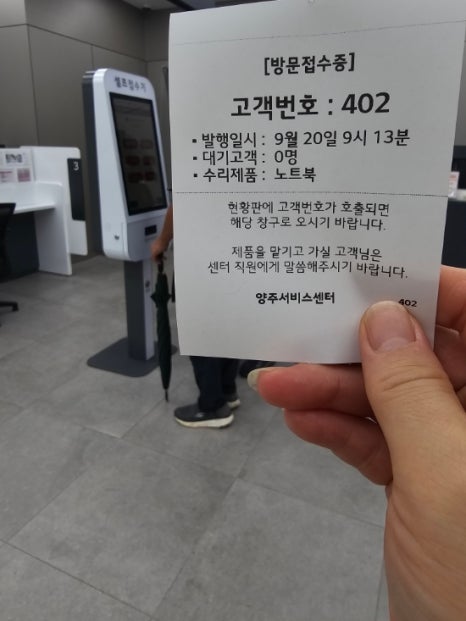 [방문접수증]
고객번호 : 402
▪ 발행일시 : 9월 20일 9시 13분
▪ 대기고객 : 0명
▪ 수리제품 : 노트북
현황판에 고객번호가 호출되면
해당 창구로 오시기 바랍니다.
제품을 맡기고 가실 고객님은
센터 직원에게 말씀해주시기 바랍니다.
양주서비스센터
402
셀프접수기
3